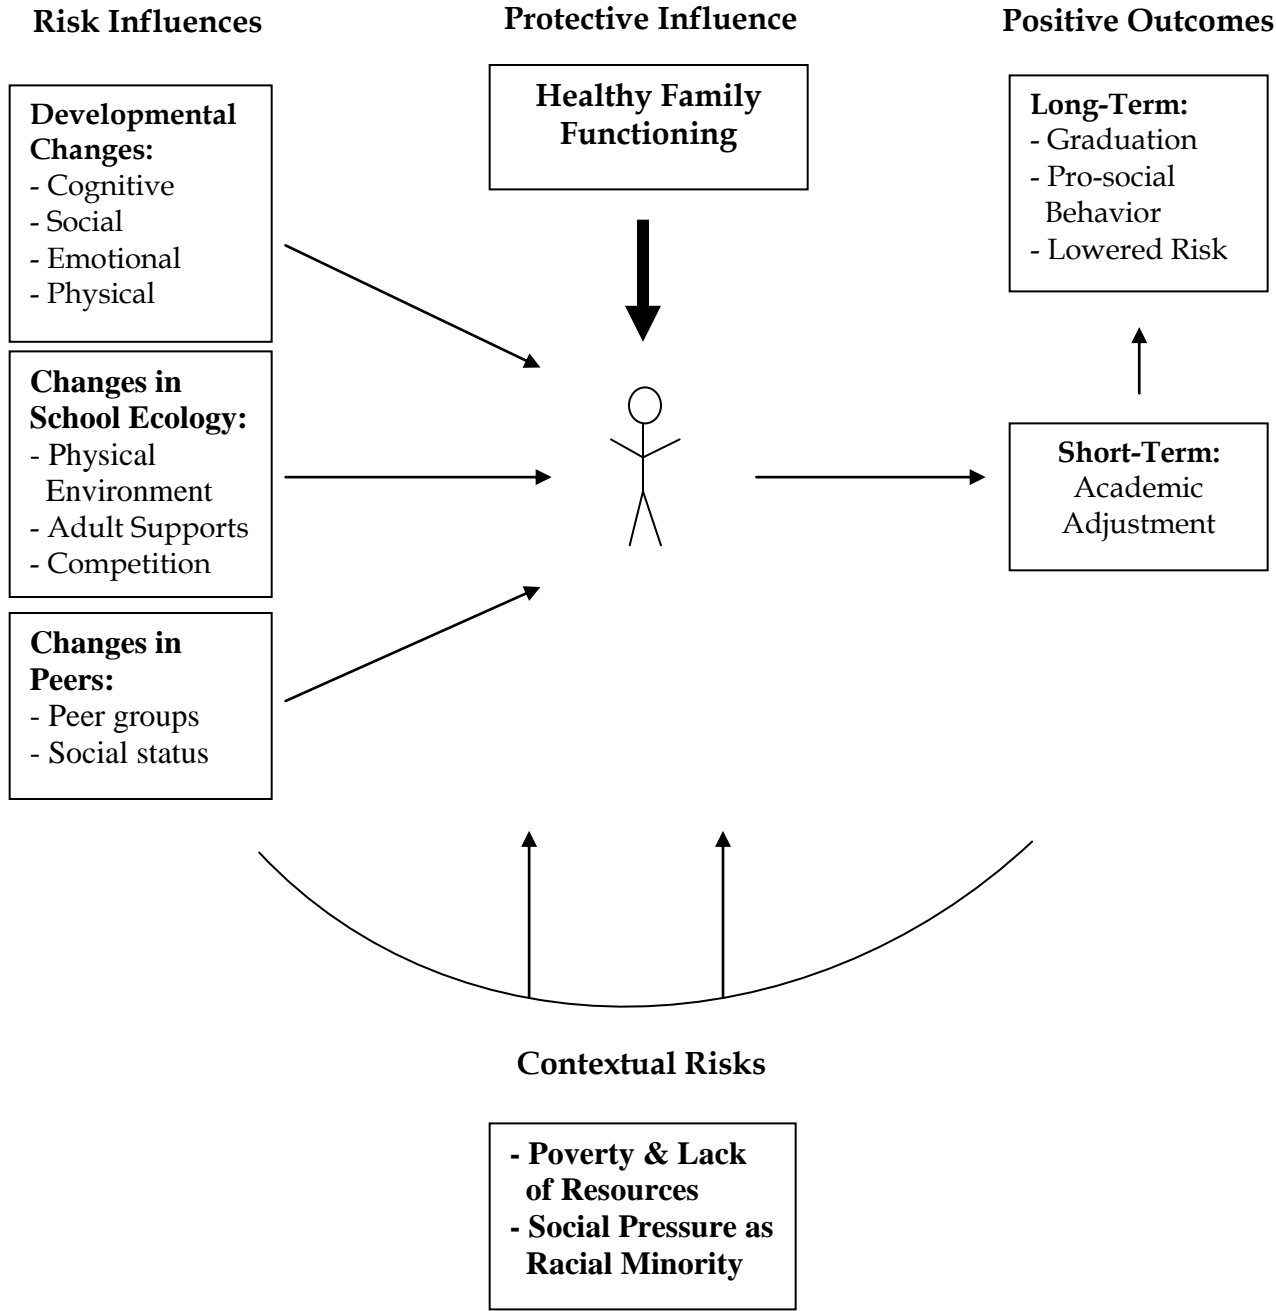 Risk Influences
Protective Influence
Positive Outcomes
Developmental
Changes:
- Cognitive
- Social
- Emotional
- Physical
Changes in
School Ecology:
- Physical
Environment
- Adult Supports
- Competition
Changes in
Peers:
- Peer groups
- Social status
Healthy Family
Functioning
Long-Term:
- Graduation
- Pro-social
Behavior
- Lowered Risk
Short-Term:
Academic
Adjustment
Contextual Risks
- Poverty & Lack
of Resources
- Social Pressure as
Racial Minority